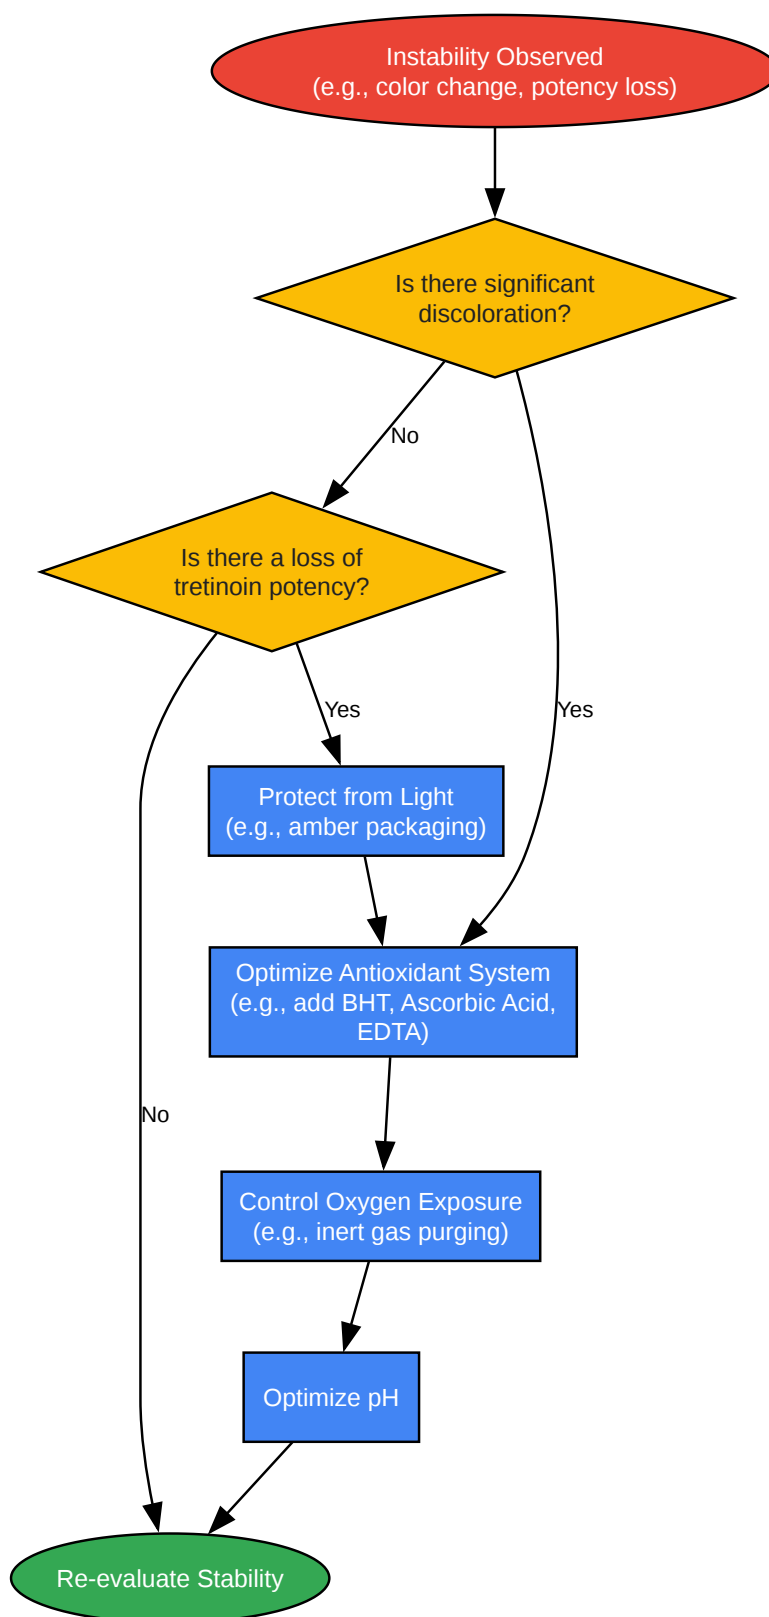 Instability Observed
(e.g., color change, potency loss)
Is there significant
discoloration?
No
Is there a loss of
tretinoin potency?
Yes
Yes
Protect from Light
(e.g., amber packaging)
Optimize Antioxidant System
(e.g., add BHT, Ascorbic Acid,
EDTA)
No
Control Oxygen Exposure
(e.g., inert gas purging)
Optimize pH
Re-evaluate Stability